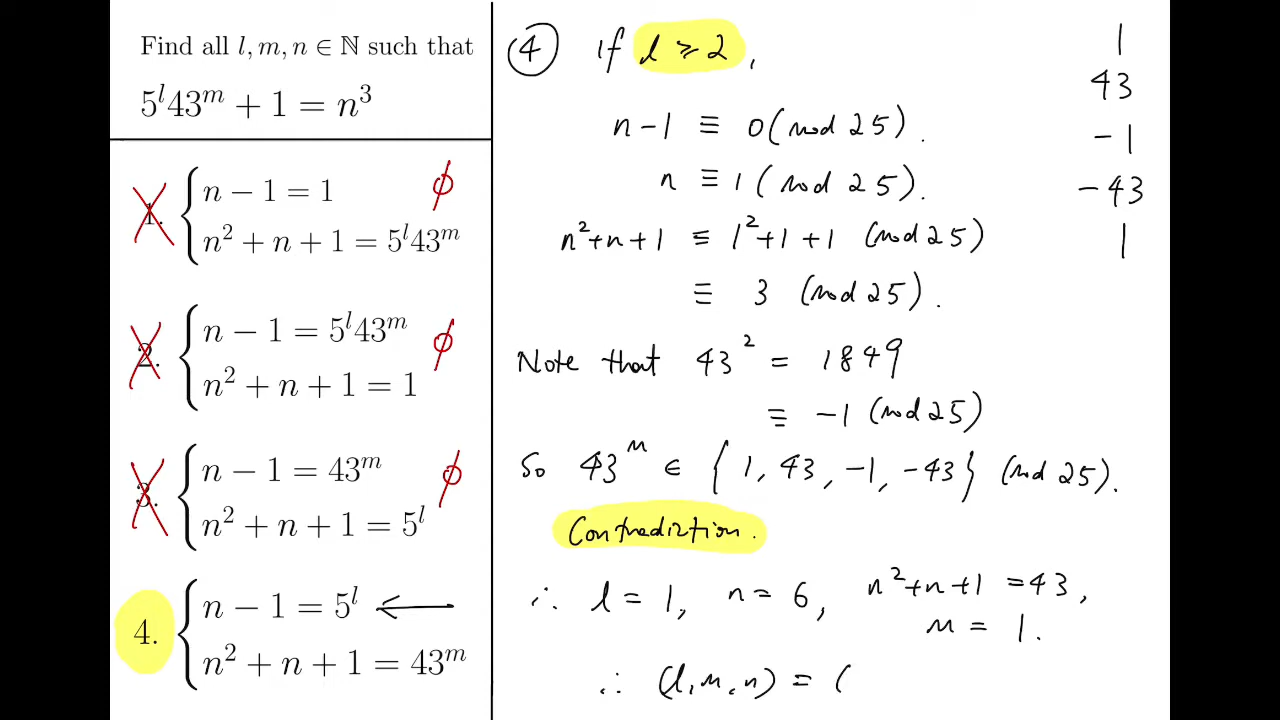 Find all l, m, n ∈ ℕ such that
5^l 43^m + 1 = n^3
1. { n − 1 = 1 ϕ
n^2 + n + 1 = 5^l 43^m
2. { n − 1 = 5^l 43^m ϕ
n^2 + n + 1 = 1
3. { n − 1 = 43^m ϕ
n^2 + n + 1 = 5^l
4. { n − 1 = 5^l ←
n^2 + n + 1 = 43^m
④ If l ≥ 2,
n − 1 ≡ 0 (mod 25).
n ≡ 1 (mod 25).
n^2 + n + 1 ≡ 1^2 + 1 + 1 (mod 25)
≡ 3 (mod 25).
Note that 43^2 = 1849
≡ −1 (mod 25)
So 43^m ∈ { 1, 43, −1, −43} (mod 25).
Contradiction.
∴ l = 1, n = 6, n^2 + n + 1 = 43,
m = 1.
∴ (l, m, n) = (
1
43
−1
−43
1